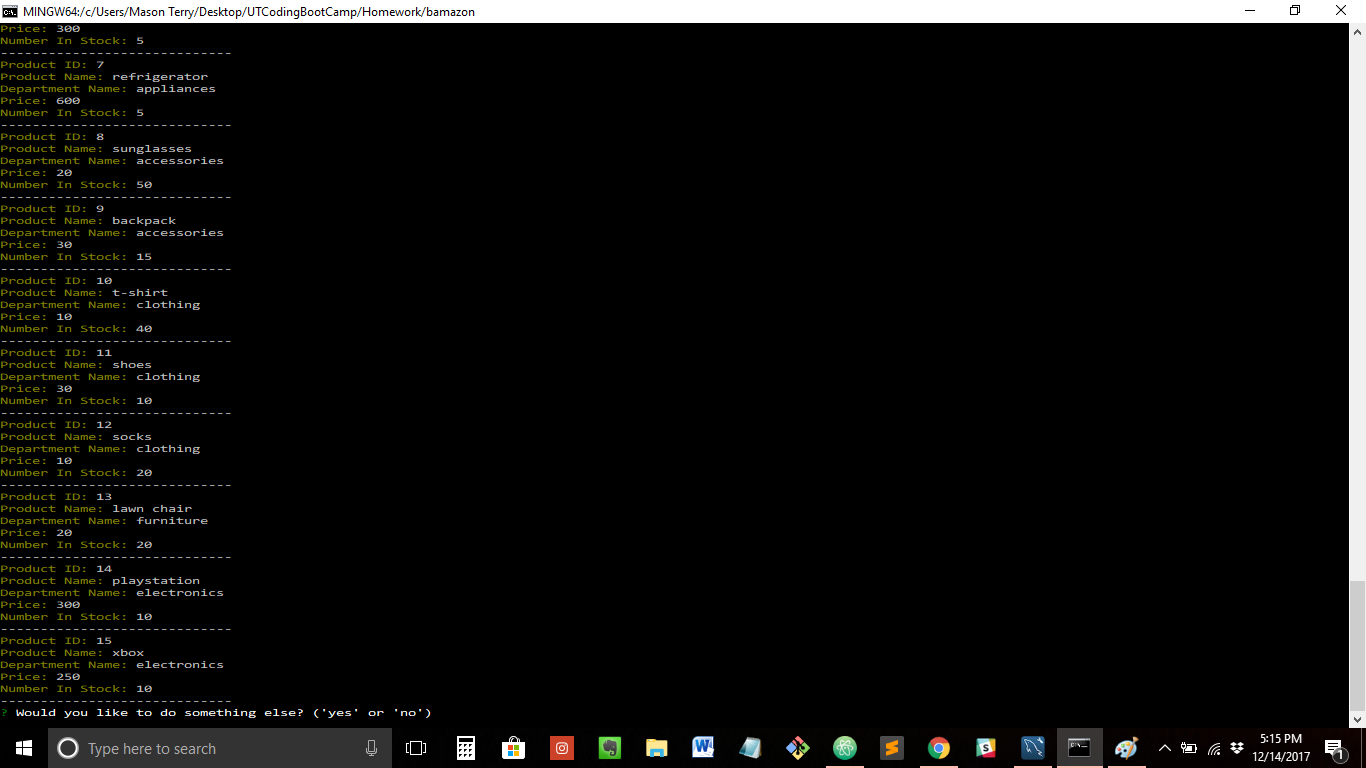 MINGW64:/c/Users/Mason Terry/Desktop/UTCodingBootCamp/Homework/bamazon
Price: 300
Number In Stock: 5
-----------------------------
Product ID: 7
Product Name: refrigerator
Department Name: appliances
Price: 600
Number In Stock: 5
-----------------------------
Product ID: 8
Product Name: sunglasses
Department Name: accessories
Price: 20
Number In Stock: 50
-----------------------------
Product ID: 9
Product Name: backpack
Department Name: accessories
Price: 30
Number In Stock: 15
-----------------------------
Product ID: 10
Product Name: t-shirt
Department Name: clothing
Price: 10
Number In Stock: 40
-----------------------------
Product ID: 11
Product Name: shoes
Department Name: clothing
Price: 30
Number In Stock: 10
-----------------------------
Product ID: 12
Product Name: socks
Department Name: clothing
Price: 10
Number In Stock: 20
-----------------------------
Product ID: 13
Product Name: lawn chair
Department Name: furniture
Price: 20
Number In Stock: 20
-----------------------------
Product ID: 14
Product Name: playstation
Department Name: electronics
Price: 300
Number In Stock: 10
-----------------------------
Product ID: 15
Product Name: xbox
Department Name: electronics
Price: 250
Number In Stock: 10
-----------------------------
? Would you like to do something else? ('yes' or 'no')
Type here to search
5:15 PM
12/14/2017
1